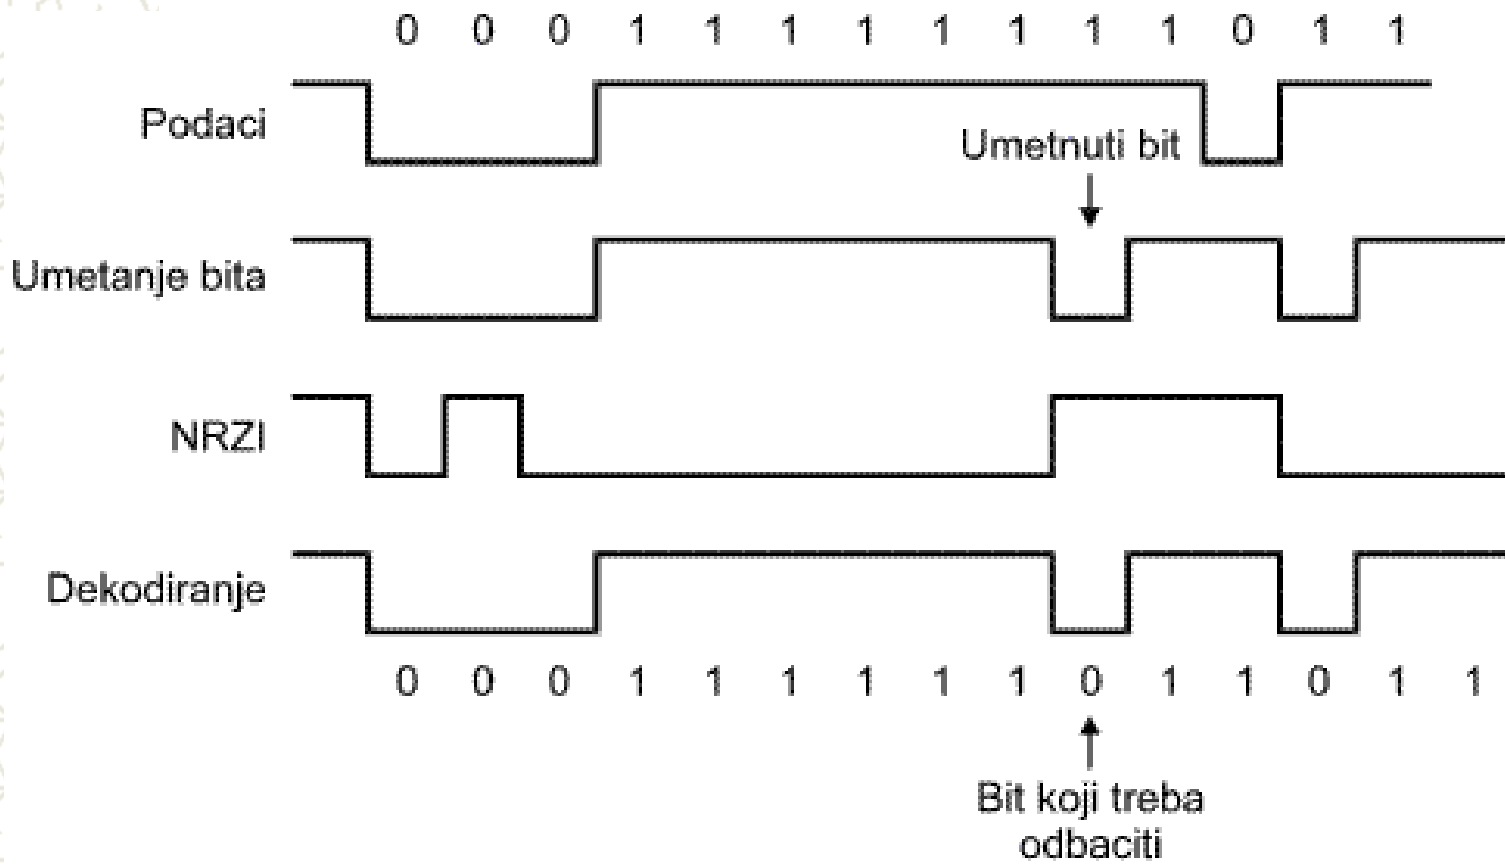 0 0 0 1 1 1 1 1 1 1 1 0 1 1
Podaci
Umetnuti bit
Umetanje bita
NRZI
Dekodiranje
0 0 0 1 1 1 1 1 1 0 1 1 0 1 1
Bit koji treba
odbaciti